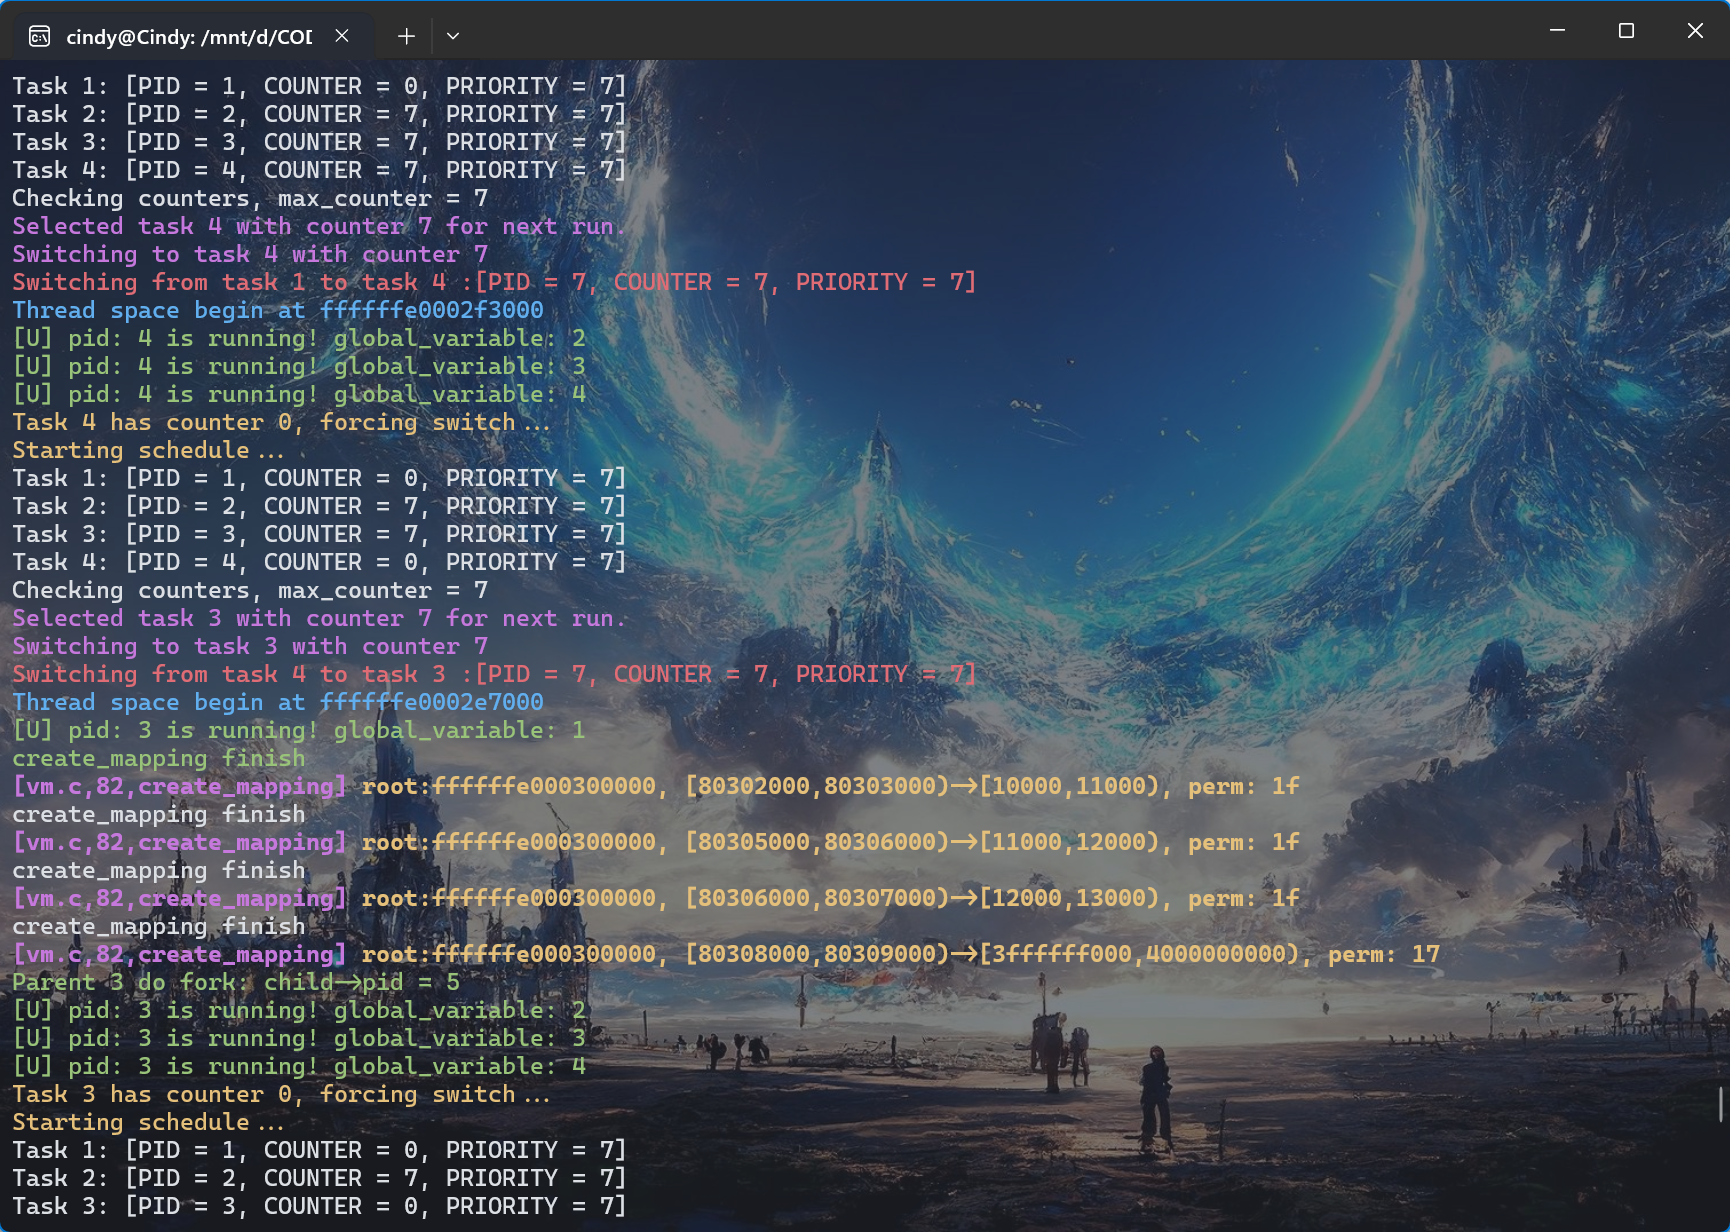 cindy@Cindy: /mnt/d/COD
Task 1: [PID = 1, COUNTER = 0, PRIORITY = 7]
Task 2: [PID = 2, COUNTER = 7, PRIORITY = 7]
Task 3: [PID = 3, COUNTER = 7, PRIORITY = 7]
Task 4: [PID = 4, COUNTER = 7, PRIORITY = 7]
Checking counters, max_counter = 7
Selected task 4 with counter 7 for next run.
Switching to task 4 with counter 7
Switching from task 1 to task 4 :[PID = 7, COUNTER = 7, PRIORITY = 7]
Thread space begin at ffffffe0002f3000
[U] pid: 4 is running! global_variable: 2
[U] pid: 4 is running! global_variable: 3
[U] pid: 4 is running! global_variable: 4
Task 4 has counter 0, forcing switch...
Starting schedule...
Task 1: [PID = 1, COUNTER = 0, PRIORITY = 7]
Task 2: [PID = 2, COUNTER = 7, PRIORITY = 7]
Task 3: [PID = 3, COUNTER = 7, PRIORITY = 7]
Task 4: [PID = 4, COUNTER = 0, PRIORITY = 7]
Checking counters, max_counter = 7
Selected task 3 with counter 7 for next run.
Switching to task 3 with counter 7
Switching from task 4 to task 3 :[PID = 7, COUNTER = 7, PRIORITY = 7]
Thread space begin at ffffffe0002e7000
[U] pid: 3 is running! global_variable: 1
create_mapping finish
[vm.c,82,create_mapping] root:ffffffe000300000, [80302000,80303000)->[10000,11000), perm: 1f
create_mapping finish
[vm.c,82,create_mapping] root:ffffffe000300000, [80305000,80306000)->[11000,12000), perm: 1f
create_mapping finish
[vm.c,82,create_mapping] root:ffffffe000300000, [80306000,80307000)->[12000,13000), perm: 1f
create_mapping finish
[vm.c,82,create_mapping] root:ffffffe000300000, [80308000,80309000)->[3ffffff000,4000000000), perm: 17
Parent 3 do fork: child->pid = 5
[U] pid: 3 is running! global_variable: 2
[U] pid: 3 is running! global_variable: 3
[U] pid: 3 is running! global_variable: 4
Task 3 has counter 0, forcing switch...
Starting schedule...
Task 1: [PID = 1, COUNTER = 0, PRIORITY = 7]
Task 2: [PID = 2, COUNTER = 7, PRIORITY = 7]
Task 3: [PID = 3, COUNTER = 0, PRIORITY = 7]